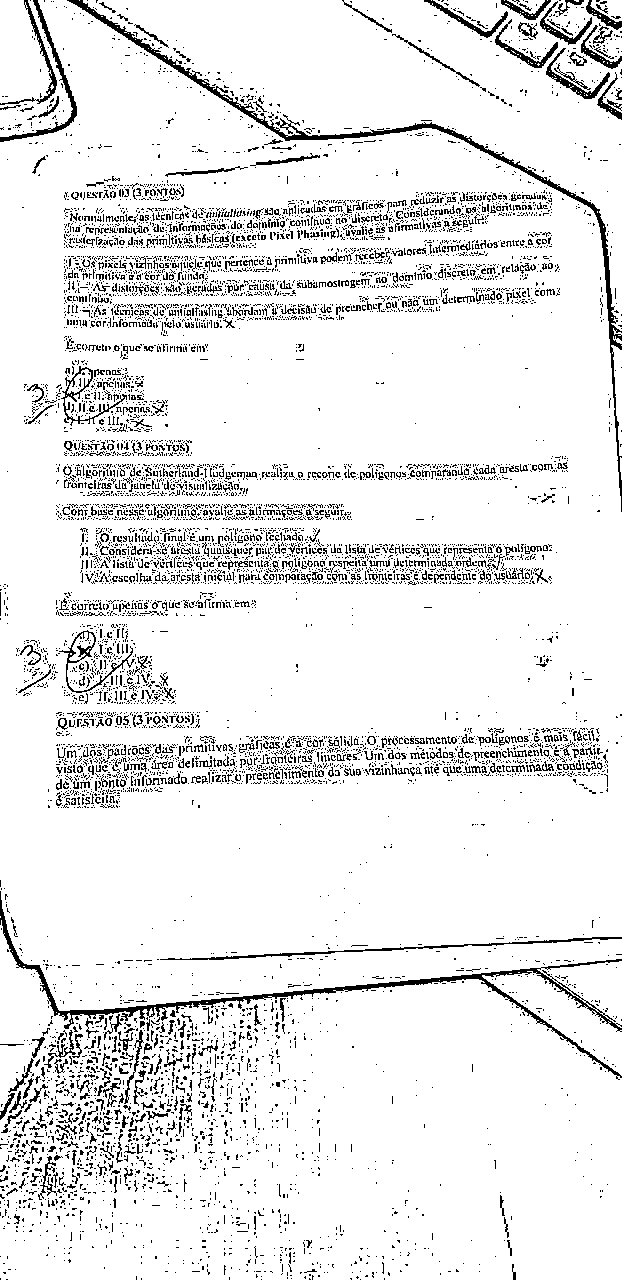 QUESTÃO 03 (3 PONTOS)
Normalmente, as técnicas de antialiasing são aplicadas em gráficos para reduzir as distorções geradas
na representação de informações do domínio contínuo no discreto. Considerando os algoritmos de
rasterização das primitivas básicas (exceto Pixel Phasing), avalie as afirmativas a seguir:
I - Os pixels vizinhos àquele que pertence à primitiva podem receber valores intermediários entre a cor
da primitiva e a cor do fundo.
II - As distorções são geradas por causa da subamostragem no domínio discreto em relação ao
contínuo.
III - As técnicas de antialiasing abordam a decisão de preencher ou não um determinado pixel com
uma cor informada pelo usuário. X
É correto o que se afirma em
a) I, apenas.
b) III, apenas. X
c) I e II, apenas.
3
d) II e III, apenas. X
e) I, II e III. X
QUESTÃO 04 (3 PONTOS)
O algoritmo de Sutherland-Hodgeman realiza o recorte de polígonos comparando cada aresta com as
fronteiras da janela de visualização.
Com base nesse algoritmo, avalie as afirmações a seguir.
I. O resultado final é um polígono fechado. ✓
II. Considera-se aresta quaisquer par de vértices da lista de vértices que representa o polígono.
III. A lista de vértices que representa o polígono respeita uma determinada ordem. ✓
IV. A escolha da aresta inicial para comparação com as fronteiras é dependente do usuário. X
É correto apenas o que se afirma em
a) I e II.
3 I e III.
c) II e IV. X
d) I, III e IV. X
e) II, III e IV. X
QUESTÃO 05 (3 PONTOS)
Um dos padrões das primitivas gráficas é a cor sólida. O processamento de polígonos é mais fácil,
visto que é uma área delimitada por fronteiras lineares. Um dos métodos de preenchimento é a partir
de um ponto informado realizar o preenchimento da sua vizinhança até que uma determinada condição
é satisfeita.